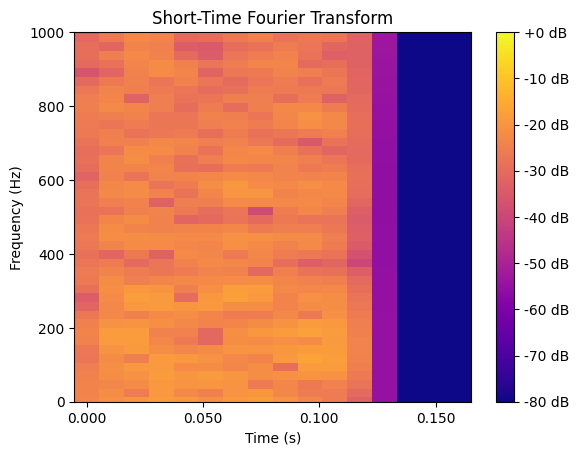 Short-Time Fourier Transform
1000
800
600
400
200
0
Frequency (Hz)
0.000
0.050
0.100
0.150
Time (s)
+0 dB
-10 dB
-20 dB
-30 dB
-40 dB
-50 dB
-60 dB
-70 dB
-80 dB